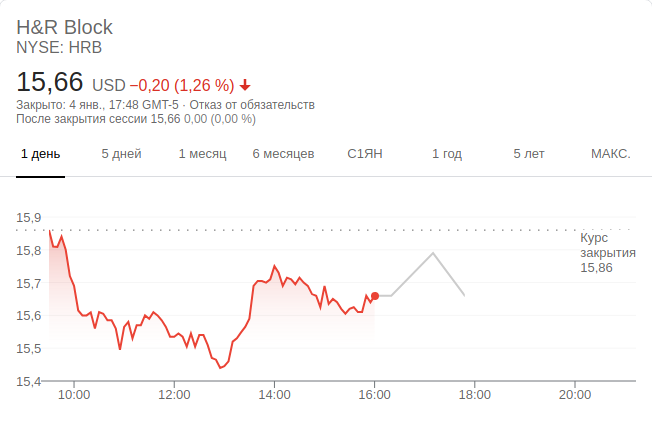 H&R Block
NYSE: HRB
15,66 USD −0,20 (1,26 %)
Закрыто: 4 янв., 17:48 GMT-5 · Отказ от обязательств
После закрытия сессии 15,66 0,00 (0,00 %)
1 день 5 дней 1 месяц 6 месяцев С1ЯН 1 год 5 лет МАКС.
15,9
Курс
закрытия
15,86
15,8
15,7
15,6
15,5
15,4
10:00 12:00 14:00 16:00 18:00 20:00